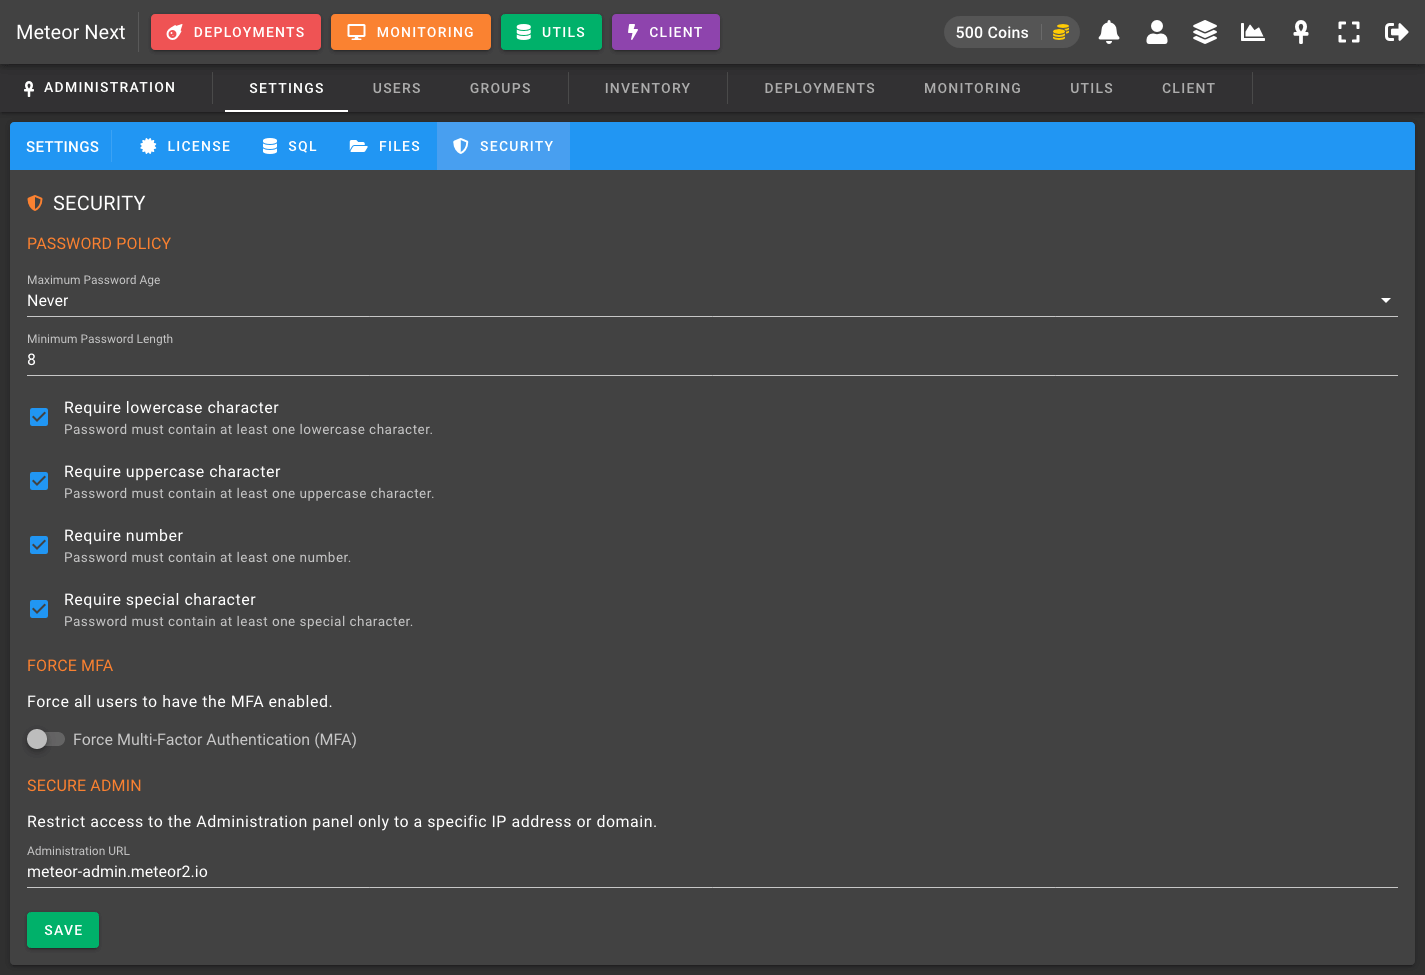 Meteor Next DEPLOYMENTS MONITORING UTILS CLIENT 500 Coins
ADMINISTRATION SETTINGS USERS GROUPS INVENTORY DEPLOYMENTS MONITORING UTILS CLIENT
SETTINGS LICENSE SQL FILES SECURITY
SECURITY
PASSWORD POLICY
Maximum Password Age
Never
Minimum Password Length
8
Require lowercase character
Password must contain at least one lowercase character.
Require uppercase character
Password must contain at least one uppercase character.
Require number
Password must contain at least one number.
Require special character
Password must contain at least one special character.
FORCE MFA
Force all users to have the MFA enabled.
Force Multi-Factor Authentication (MFA)
SECURE ADMIN
Restrict access to the Administration panel only to a specific IP address or domain.
Administration URL
meteor-admin.meteor2.io
SAVE